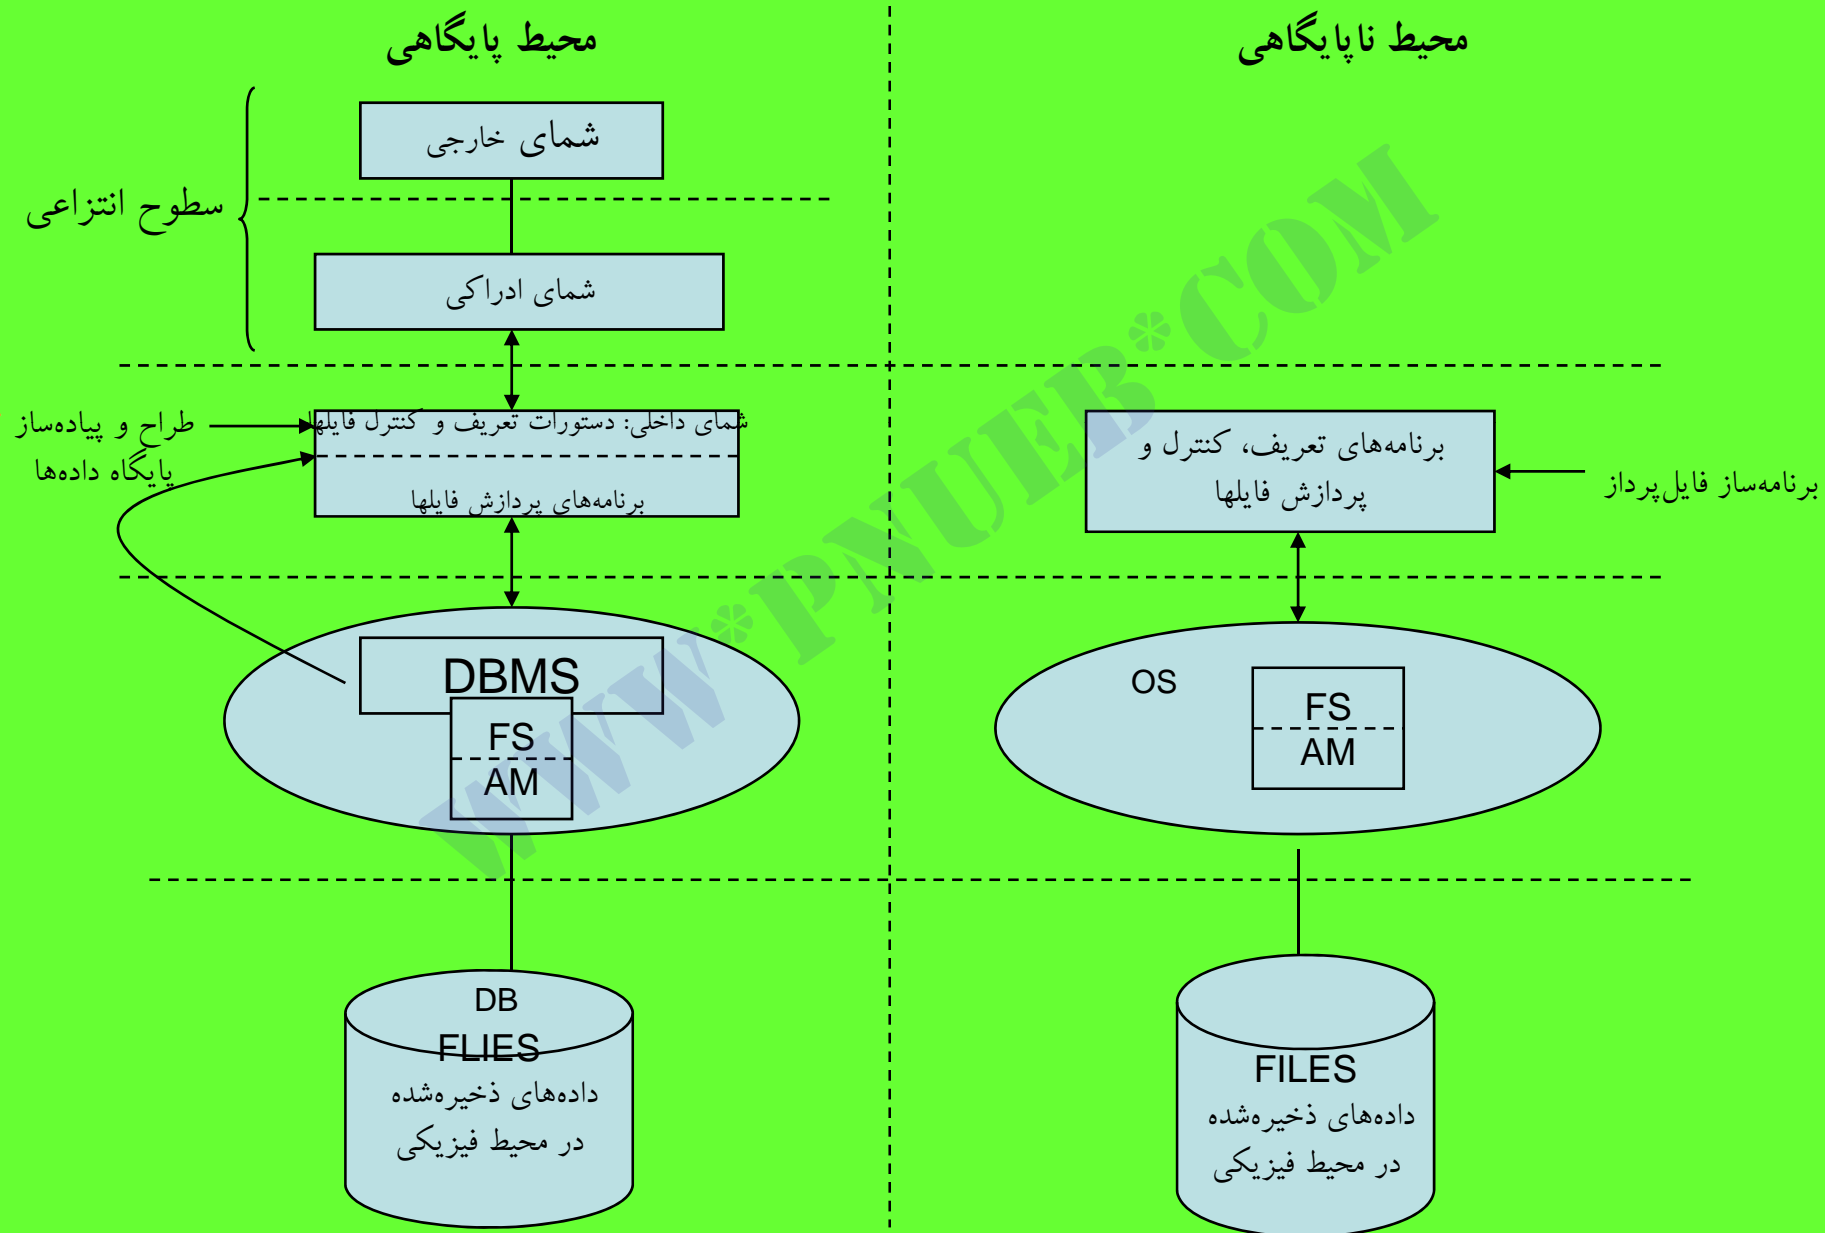 محیط پایگاهی
محیط ناپایگاهی
شمای خارجی
سطوح انتزاعی
شمای ادراکی
شمای داخلی: دستورات تعریف و کنترل فایلها
برنامه‌های پردازش فایلها
طراح و پیاده‌ساز
پایگاه داده‌ها
برنامه‌های تعریف، کنترل و
پردازش فایلها
برنامه‌ساز فایل‌پرداز
DBMS
FS
AM
OS
FS
AM
DB
FLIES
داده‌های ذخیره‌شده
در محیط فیزیکی
FILES
داده‌های ذخیره‌شده
در محیط فیزیکی
WWW*PNUEB*COM